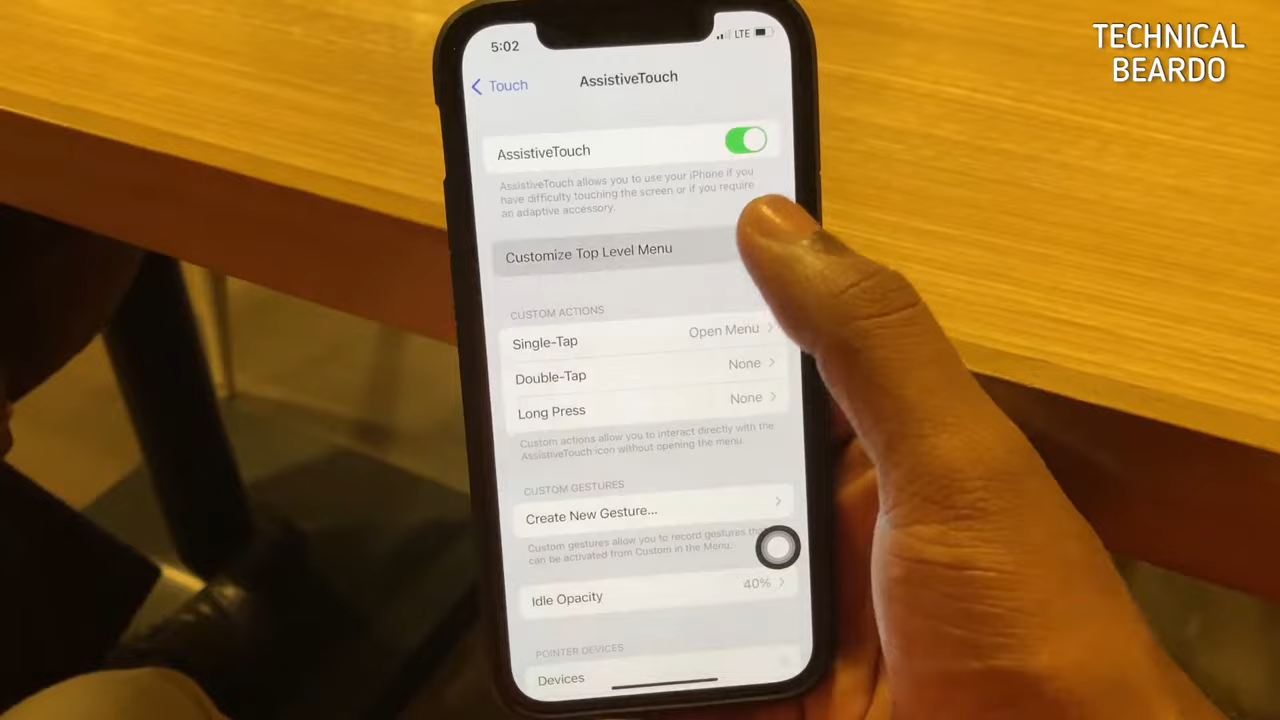 TECHNICAL
BEARDO
5:02
LTE
Touch
AssistiveTouch
AssistiveTouch
AssistiveTouch allows you to use your iPhone if you
have difficulty touching the screen or if you require
an adaptive accessory.
Customize Top Level Menu
CUSTOM ACTIONS
Single-Tap Open Menu
Double-Tap None
Long Press None
Custom actions allow you to interact directly with the
AssistiveTouch icon without opening the menu.
CUSTOM GESTURES
Create New Gesture...
Custom gestures allow you to record gestures
can be activated from Custom in the Menu.
Idle Opacity 40%
POINTER DEVICES
Devices